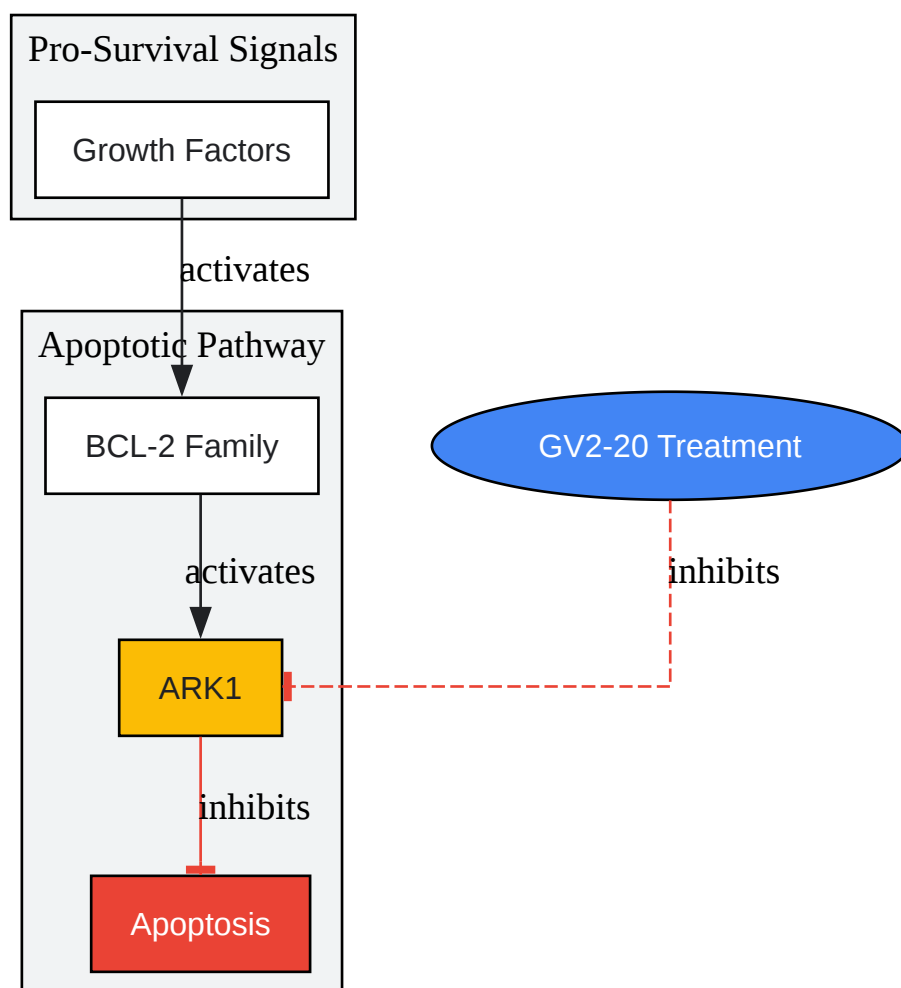 Pro-Survival Signals
Growth Factors
activates
Apoptotic Pathway
BCL-2 Family
GV2-20 Treatment
activates
inhibits
ARK1
inhibits
Apoptosis